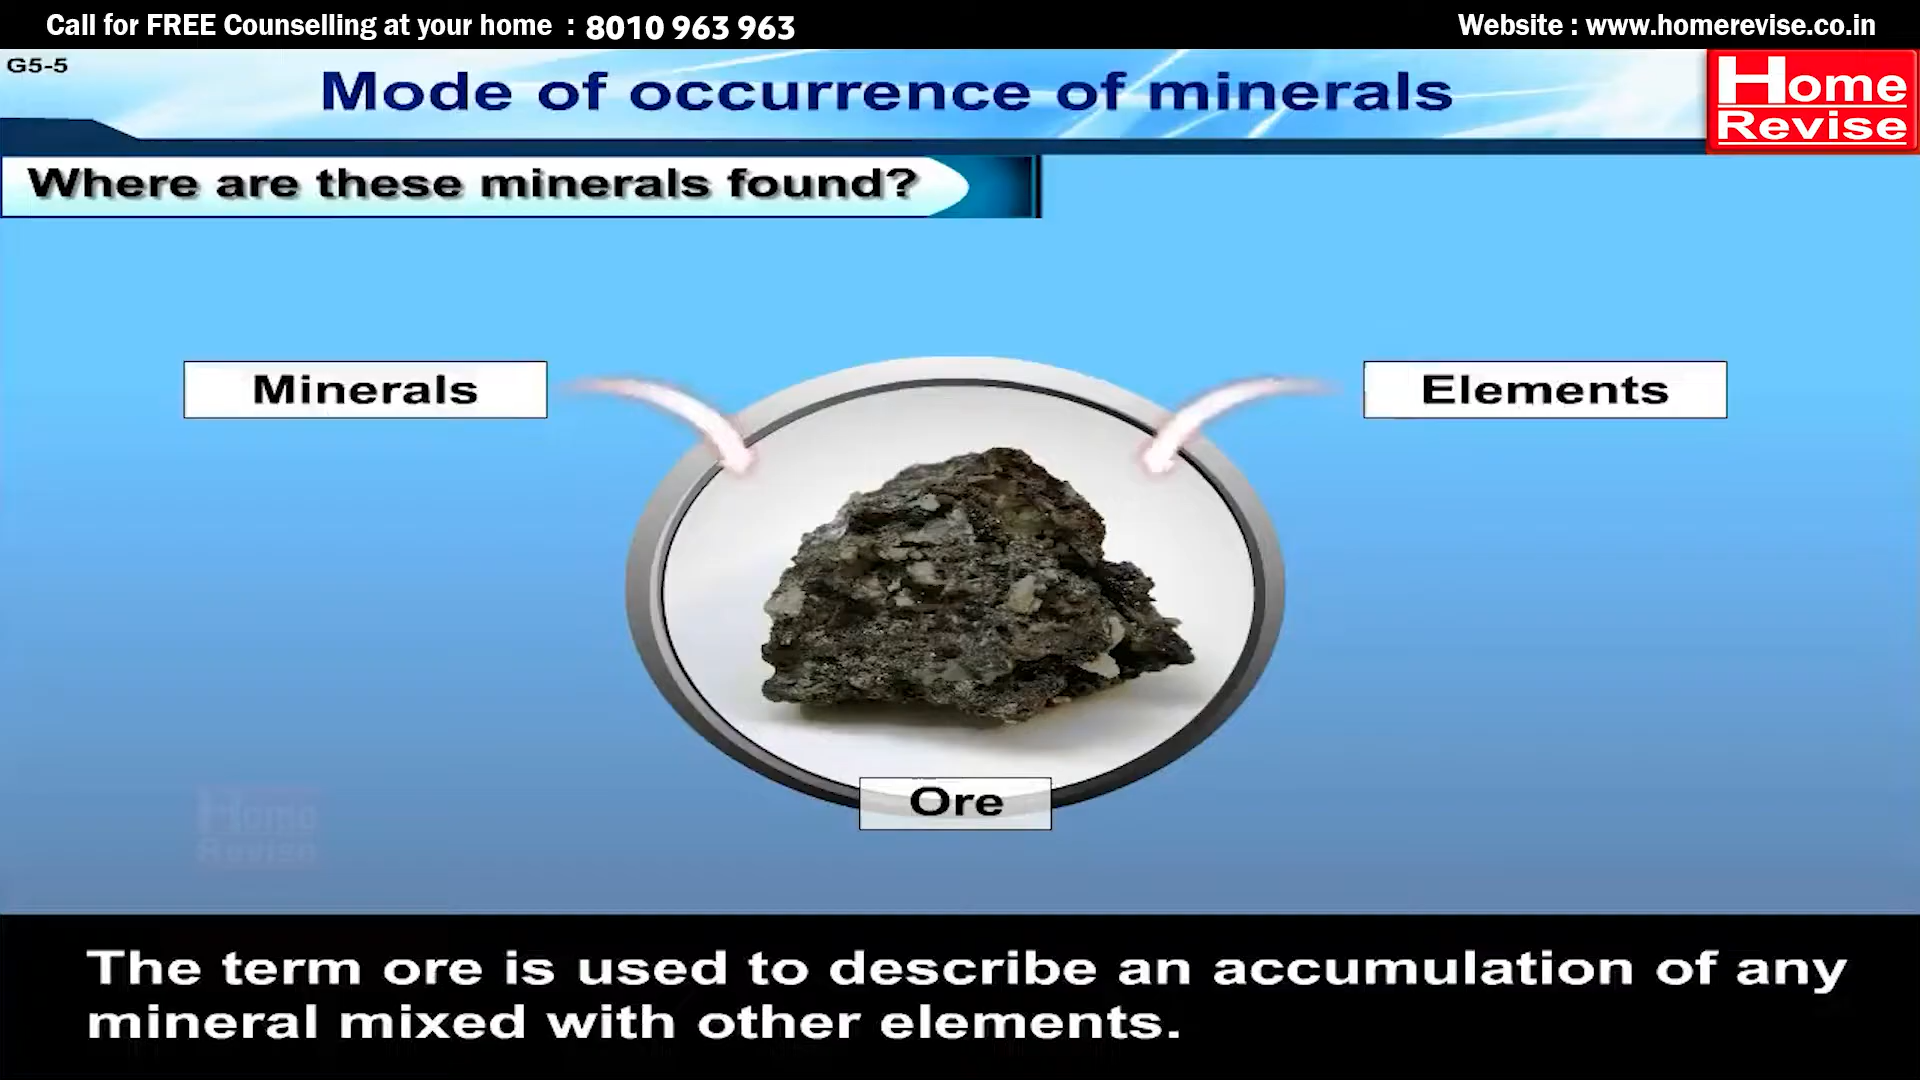 Call for FREE Counselling at your home : 8010 963 963
Website : www.homerevise.co.in
G5-5
Mode of occurrence of minerals
Home
Revise
Where are these minerals found?
Minerals
Elements
Ore
Home
Revise
The term ore is used to describe an accumulation of any
mineral mixed with other elements.